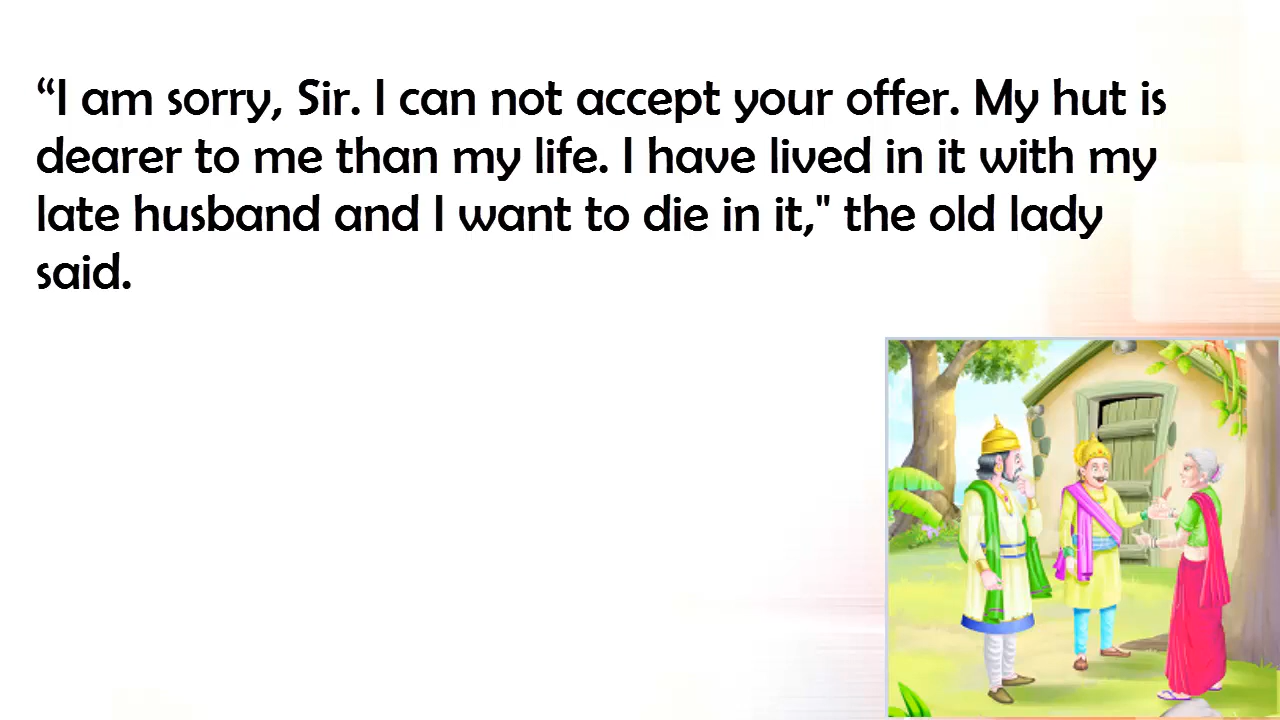 “I am sorry, Sir. I can not accept your offer. My hut is
dearer to me than my life. I have lived in it with my
late husband and I want to die in it," the old lady
said.